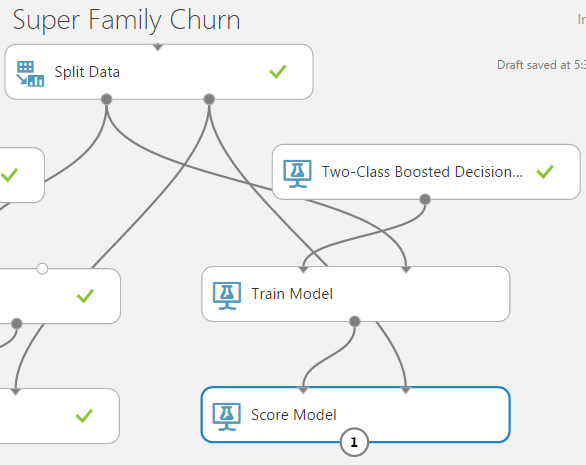 Super Family Churn
In
Draft saved at 5:3
Split Data
Two-Class Boosted Decision...
Train Model
Score Model
1